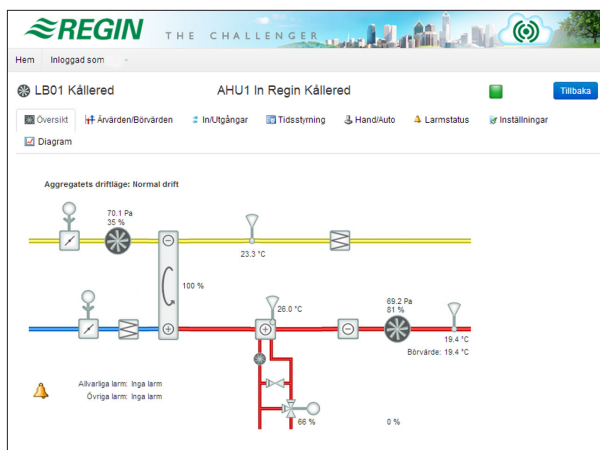 REGIN THE CHALLENGER
Hem Inloggad som
LB01 Kållered AHU1 In Regin Kållered Tillbaka
Översikt Ärvärden/Börvärden In/Utgångar Tidsstyrning Hand/Auto Larmstatus Inställningar
Diagram
Aggregatets driftläge: Normal drift
70.1 Pa
35 %
23.3 °C
100 %
26.0 °C
69.2 Pa
81 %
19.4 °C
Börvärde: 19.4 °C
Allvarliga larm: Inga larm
Övriga larm: Inga larm
66 % 0 %